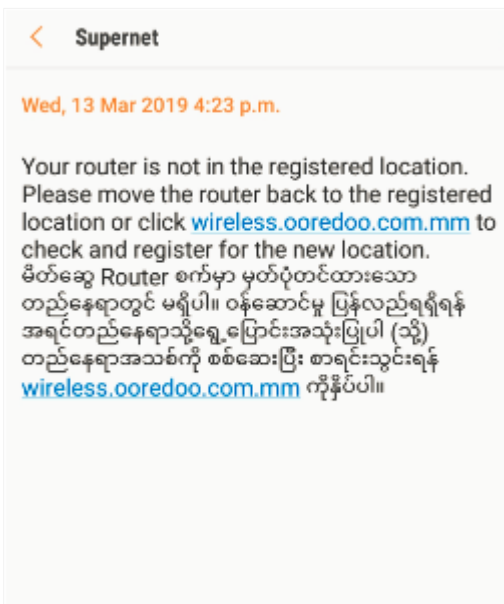 Supernet
Wed, 13 Mar 2019 4:23 p.m.
Your router is not in the registered location.
Please move the router back to the registered
location or click wireless.ooredoo.com.mm to
check and register for the new location.
မိတ်ဆွေ Router စက်မှာ မှတ်ပုံတင်ထားသော
တည်နေရာတွင် မရှိပါ။ ဝန်ဆောင်မှု ပြန်လည်ရရှိရန်
အရင်တည်နေရာသို့ရွေ့ပြောင်းအသုံးပြုပါ (သို့)
တည်နေရာအသစ်ကို စစ်ဆေးပြီး စာရင်းသွင်းရန်
wireless.ooredoo.com.mm ကိုနှိပ်ပါ။